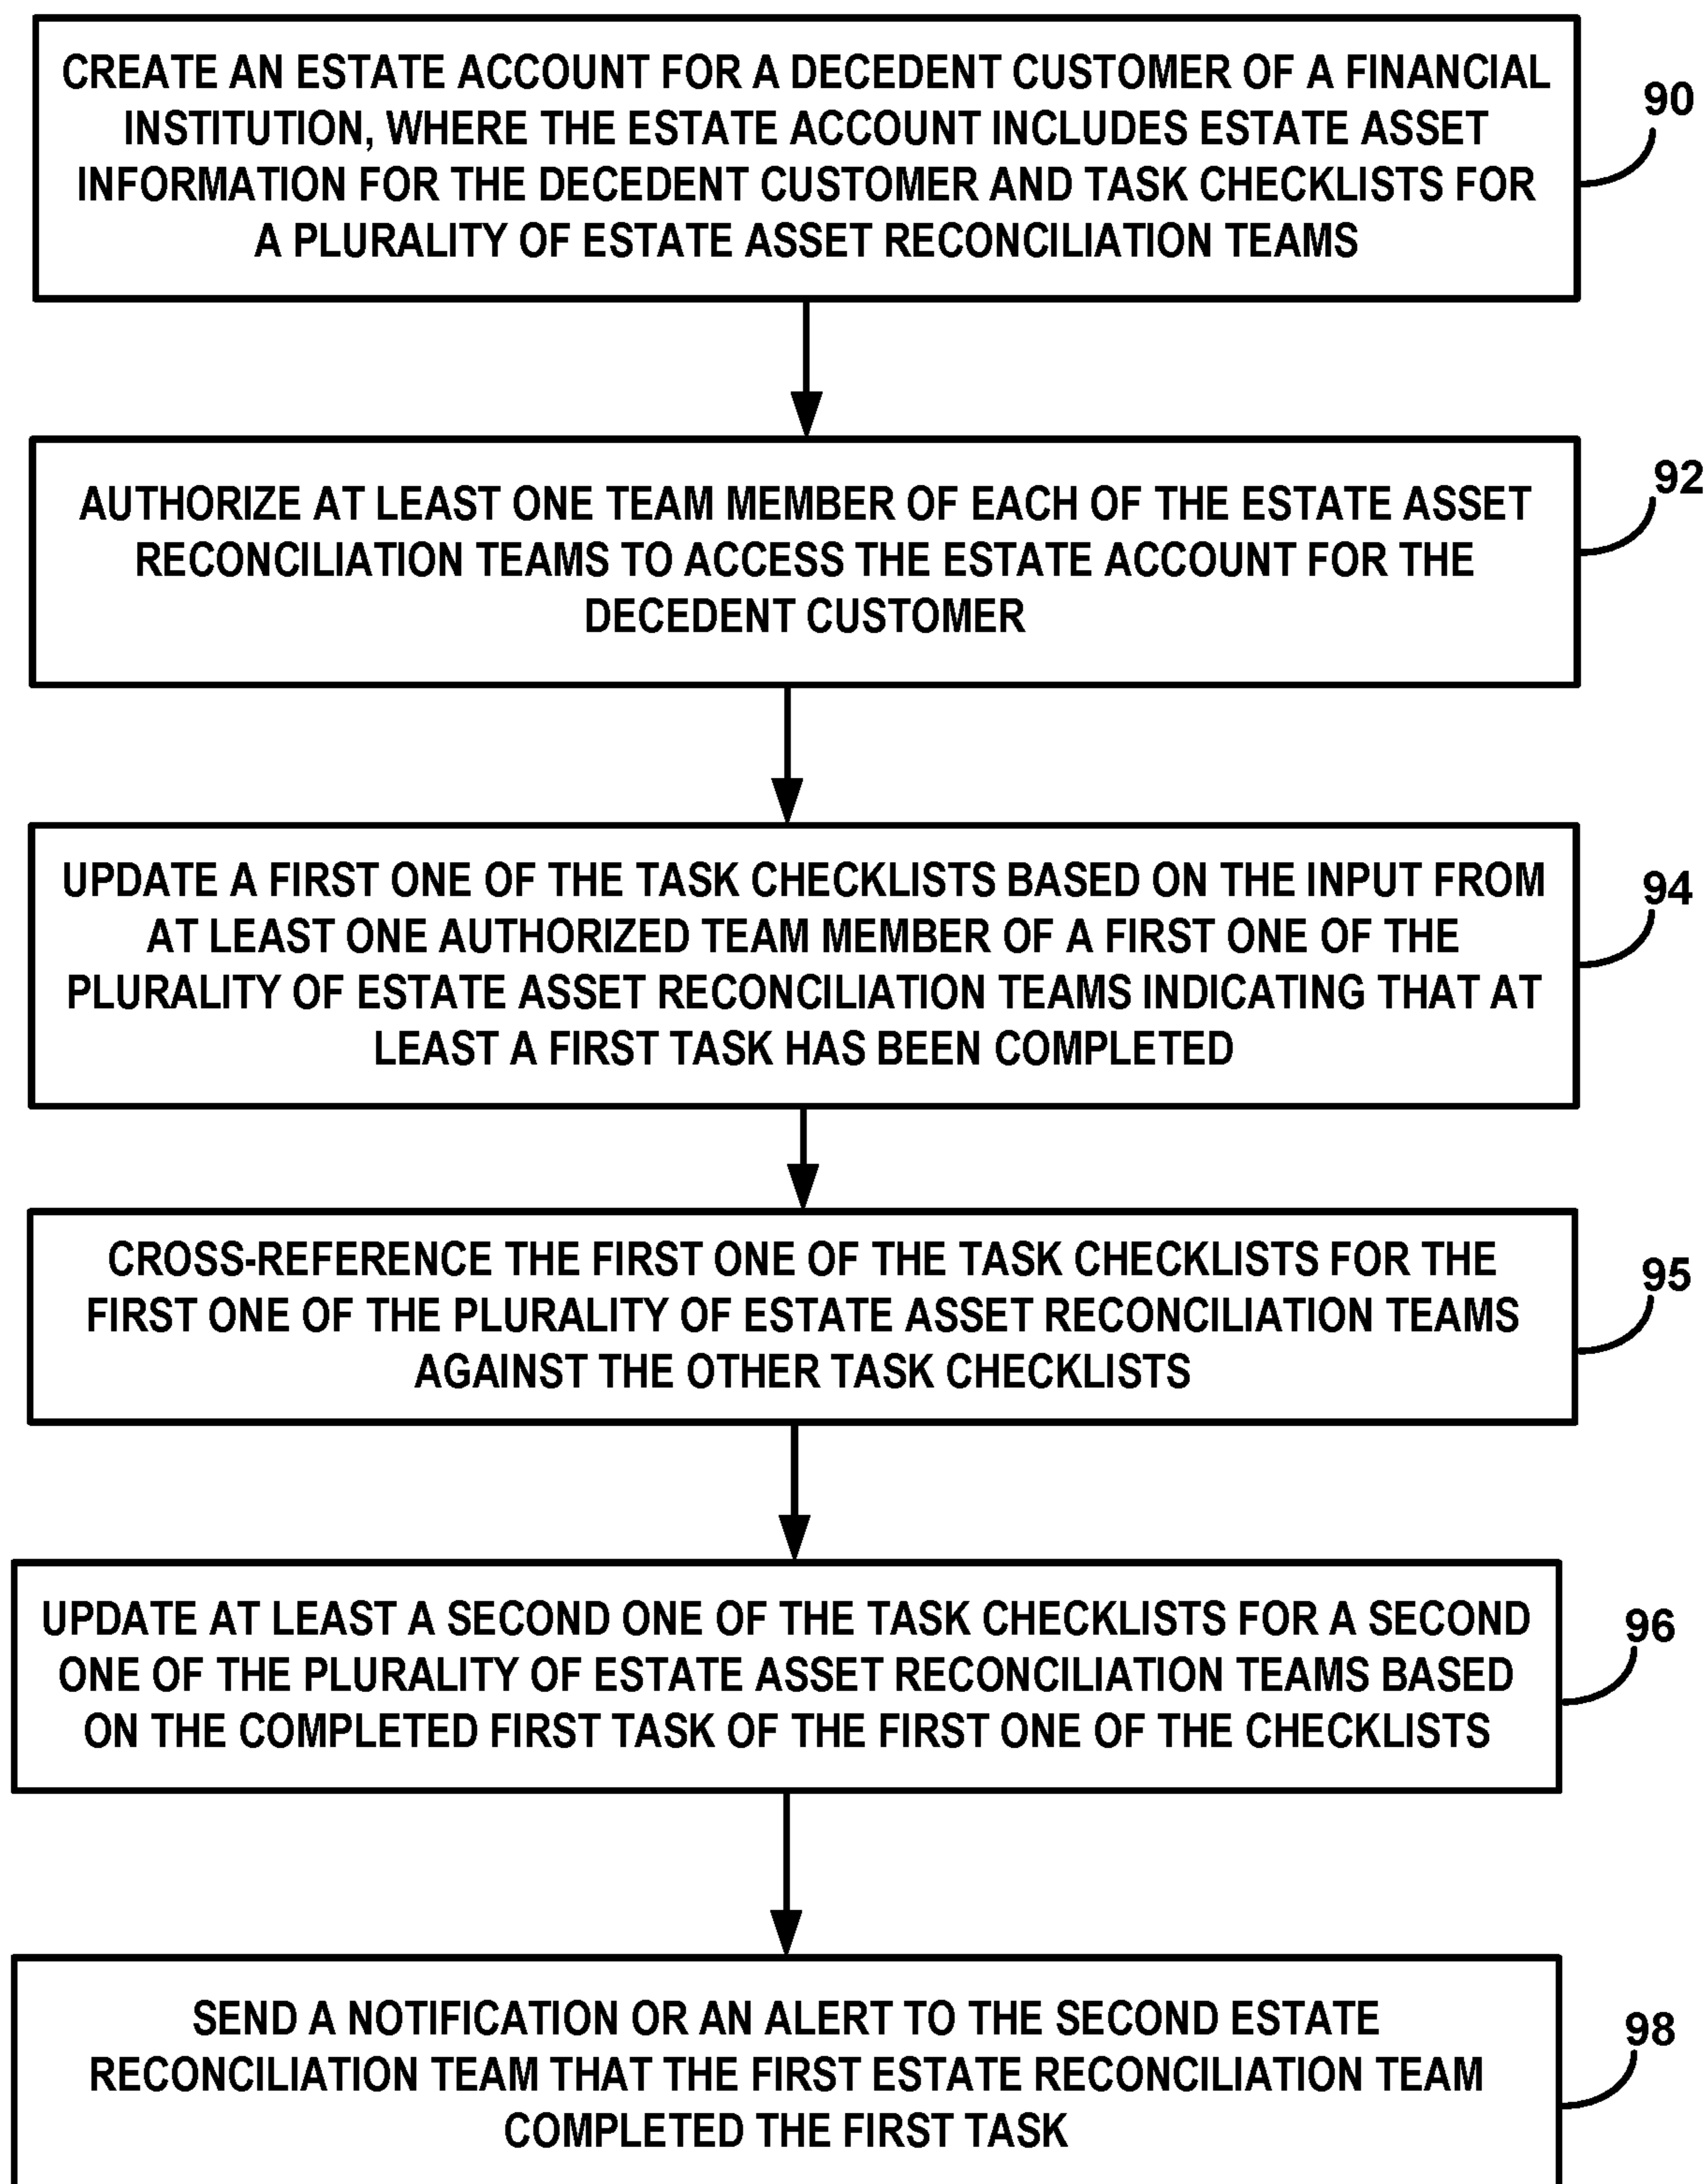 CREATE AN ESTATE ACCOUNT FOR A DECEDENT CUSTOMER OF A FINANCIAL
INSTITUTION, WHERE THE ESTATE ACCOUNT INCLUDES ESTATE ASSET
INFORMATION FOR THE DECEDENT CUSTOMER AND TASK CHECKLISTS FOR
A PLURALITY OF ESTATE ASSET RECONCILIATION TEAMS
90
AUTHORIZE AT LEAST ONE TEAM MEMBER OF EACH OF THE ESTATE ASSET
RECONCILIATION TEAMS TO ACCESS THE ESTATE ACCOUNT FOR THE
DECEDENT CUSTOMER
92
UPDATE A FIRST ONE OF THE TASK CHECKLISTS BASED ON THE INPUT FROM
AT LEAST ONE AUTHORIZED TEAM MEMBER OF A FIRST ONE OF THE
PLURALITY OF ESTATE ASSET RECONCILIATION TEAMS INDICATING THAT AT
LEAST A FIRST TASK HAS BEEN COMPLETED
94
CROSS-REFERENCE THE FIRST ONE OF THE TASK CHECKLISTS FOR THE
FIRST ONE OF THE PLURALITY OF ESTATE ASSET RECONCILIATION TEAMS
AGAINST THE OTHER TASK CHECKLISTS
95
UPDATE AT LEAST A SECOND ONE OF THE TASK CHECKLISTS FOR A SECOND
ONE OF THE PLURALITY OF ESTATE ASSET RECONCILIATION TEAMS BASED
ON THE COMPLETED FIRST TASK OF THE FIRST ONE OF THE CHECKLISTS
96
SEND A NOTIFICATION OR AN ALERT TO THE SECOND ESTATE
RECONCILIATION TEAM THAT THE FIRST ESTATE RECONCILIATION TEAM
COMPLETED THE FIRST TASK
98